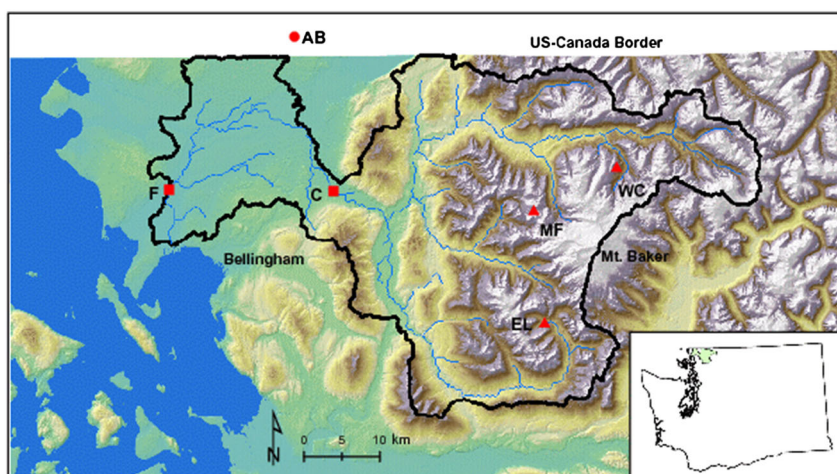 AB
US-Canada Border
F
C
WC
MF
Bellingham
Mt. Baker
EL
N
0 5 10 km